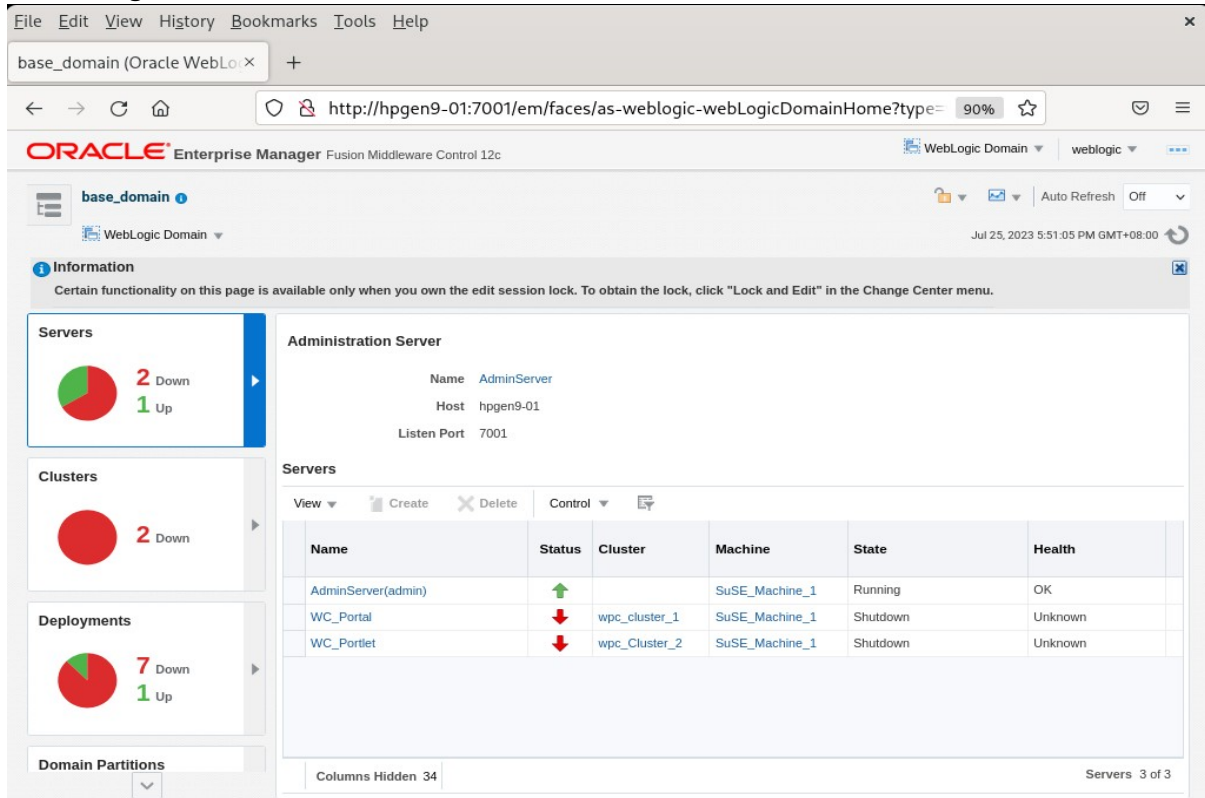 File Edit View History Bookmarks Tools Help ×
base_domain (Oracle WebLo × +
http://hpgen9-01:7001/em/faces/as-weblogic-webLogicDomainHome?type= 90%
ORACLE Enterprise Manager Fusion Middleware Control 12c WebLogic Domain weblogic
base_domain Auto Refresh Off
WebLogic Domain Jul 25, 2023 5:51:05 PM GMT+08:00
Information
Certain functionality on this page is available only when you own the edit session lock. To obtain the lock, click "Lock and Edit" in the Change Center menu.
Servers
2 Down
1 Up
Clusters
2 Down
Deployments
7 Down
1 Up
Domain Partitions
Administration Server
Name AdminServer
Host hpgen9-01
Listen Port 7001
Servers
View Create Delete Control
Name Status Cluster Machine State Health
AdminServer(admin) SuSE_Machine_1 Running OK
WC_Portal wpc_cluster_1 SuSE_Machine_1 Shutdown Unknown
WC_Portlet wpc_Cluster_2 SuSE_Machine_1 Shutdown Unknown
Columns Hidden 34 Servers 3 of 3